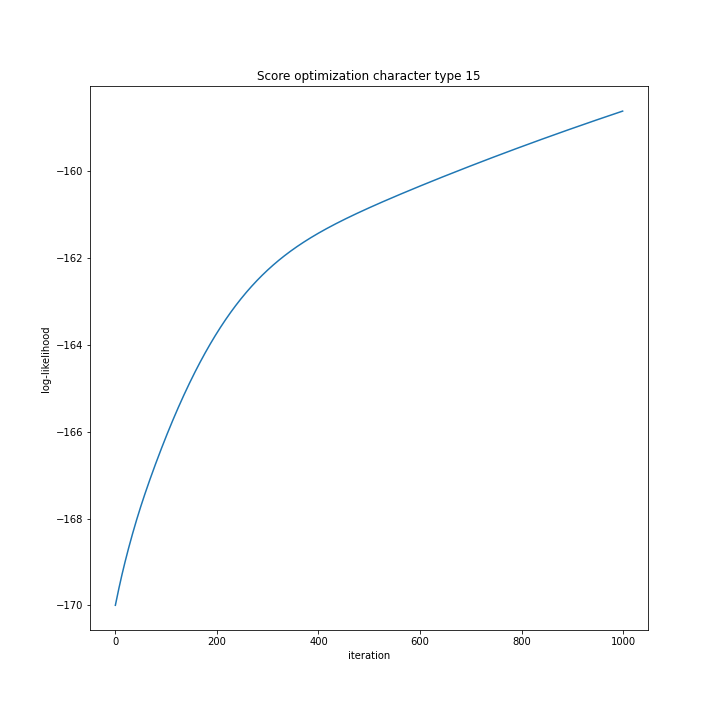 Score optimization character type 15
−160
−162
−164
−166
−168
−170
log-likelihood
0 200 400 600 800 1000
iteration